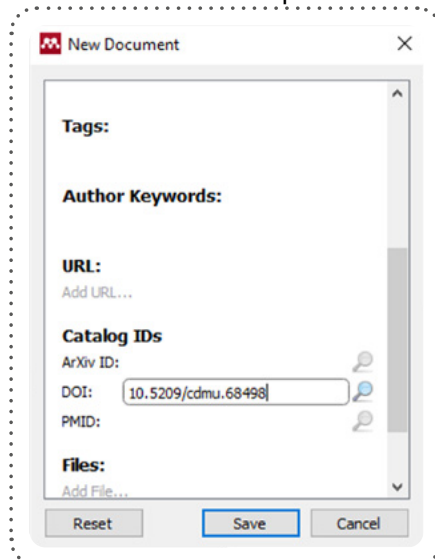 New Document
Tags:
Author Keywords:
URL:
Add URL...
Catalog IDs
ArXiv ID:
DOI: 10.5209/cdmu.68498
PMID:
Files:
Add File...
Reset Save Cancel